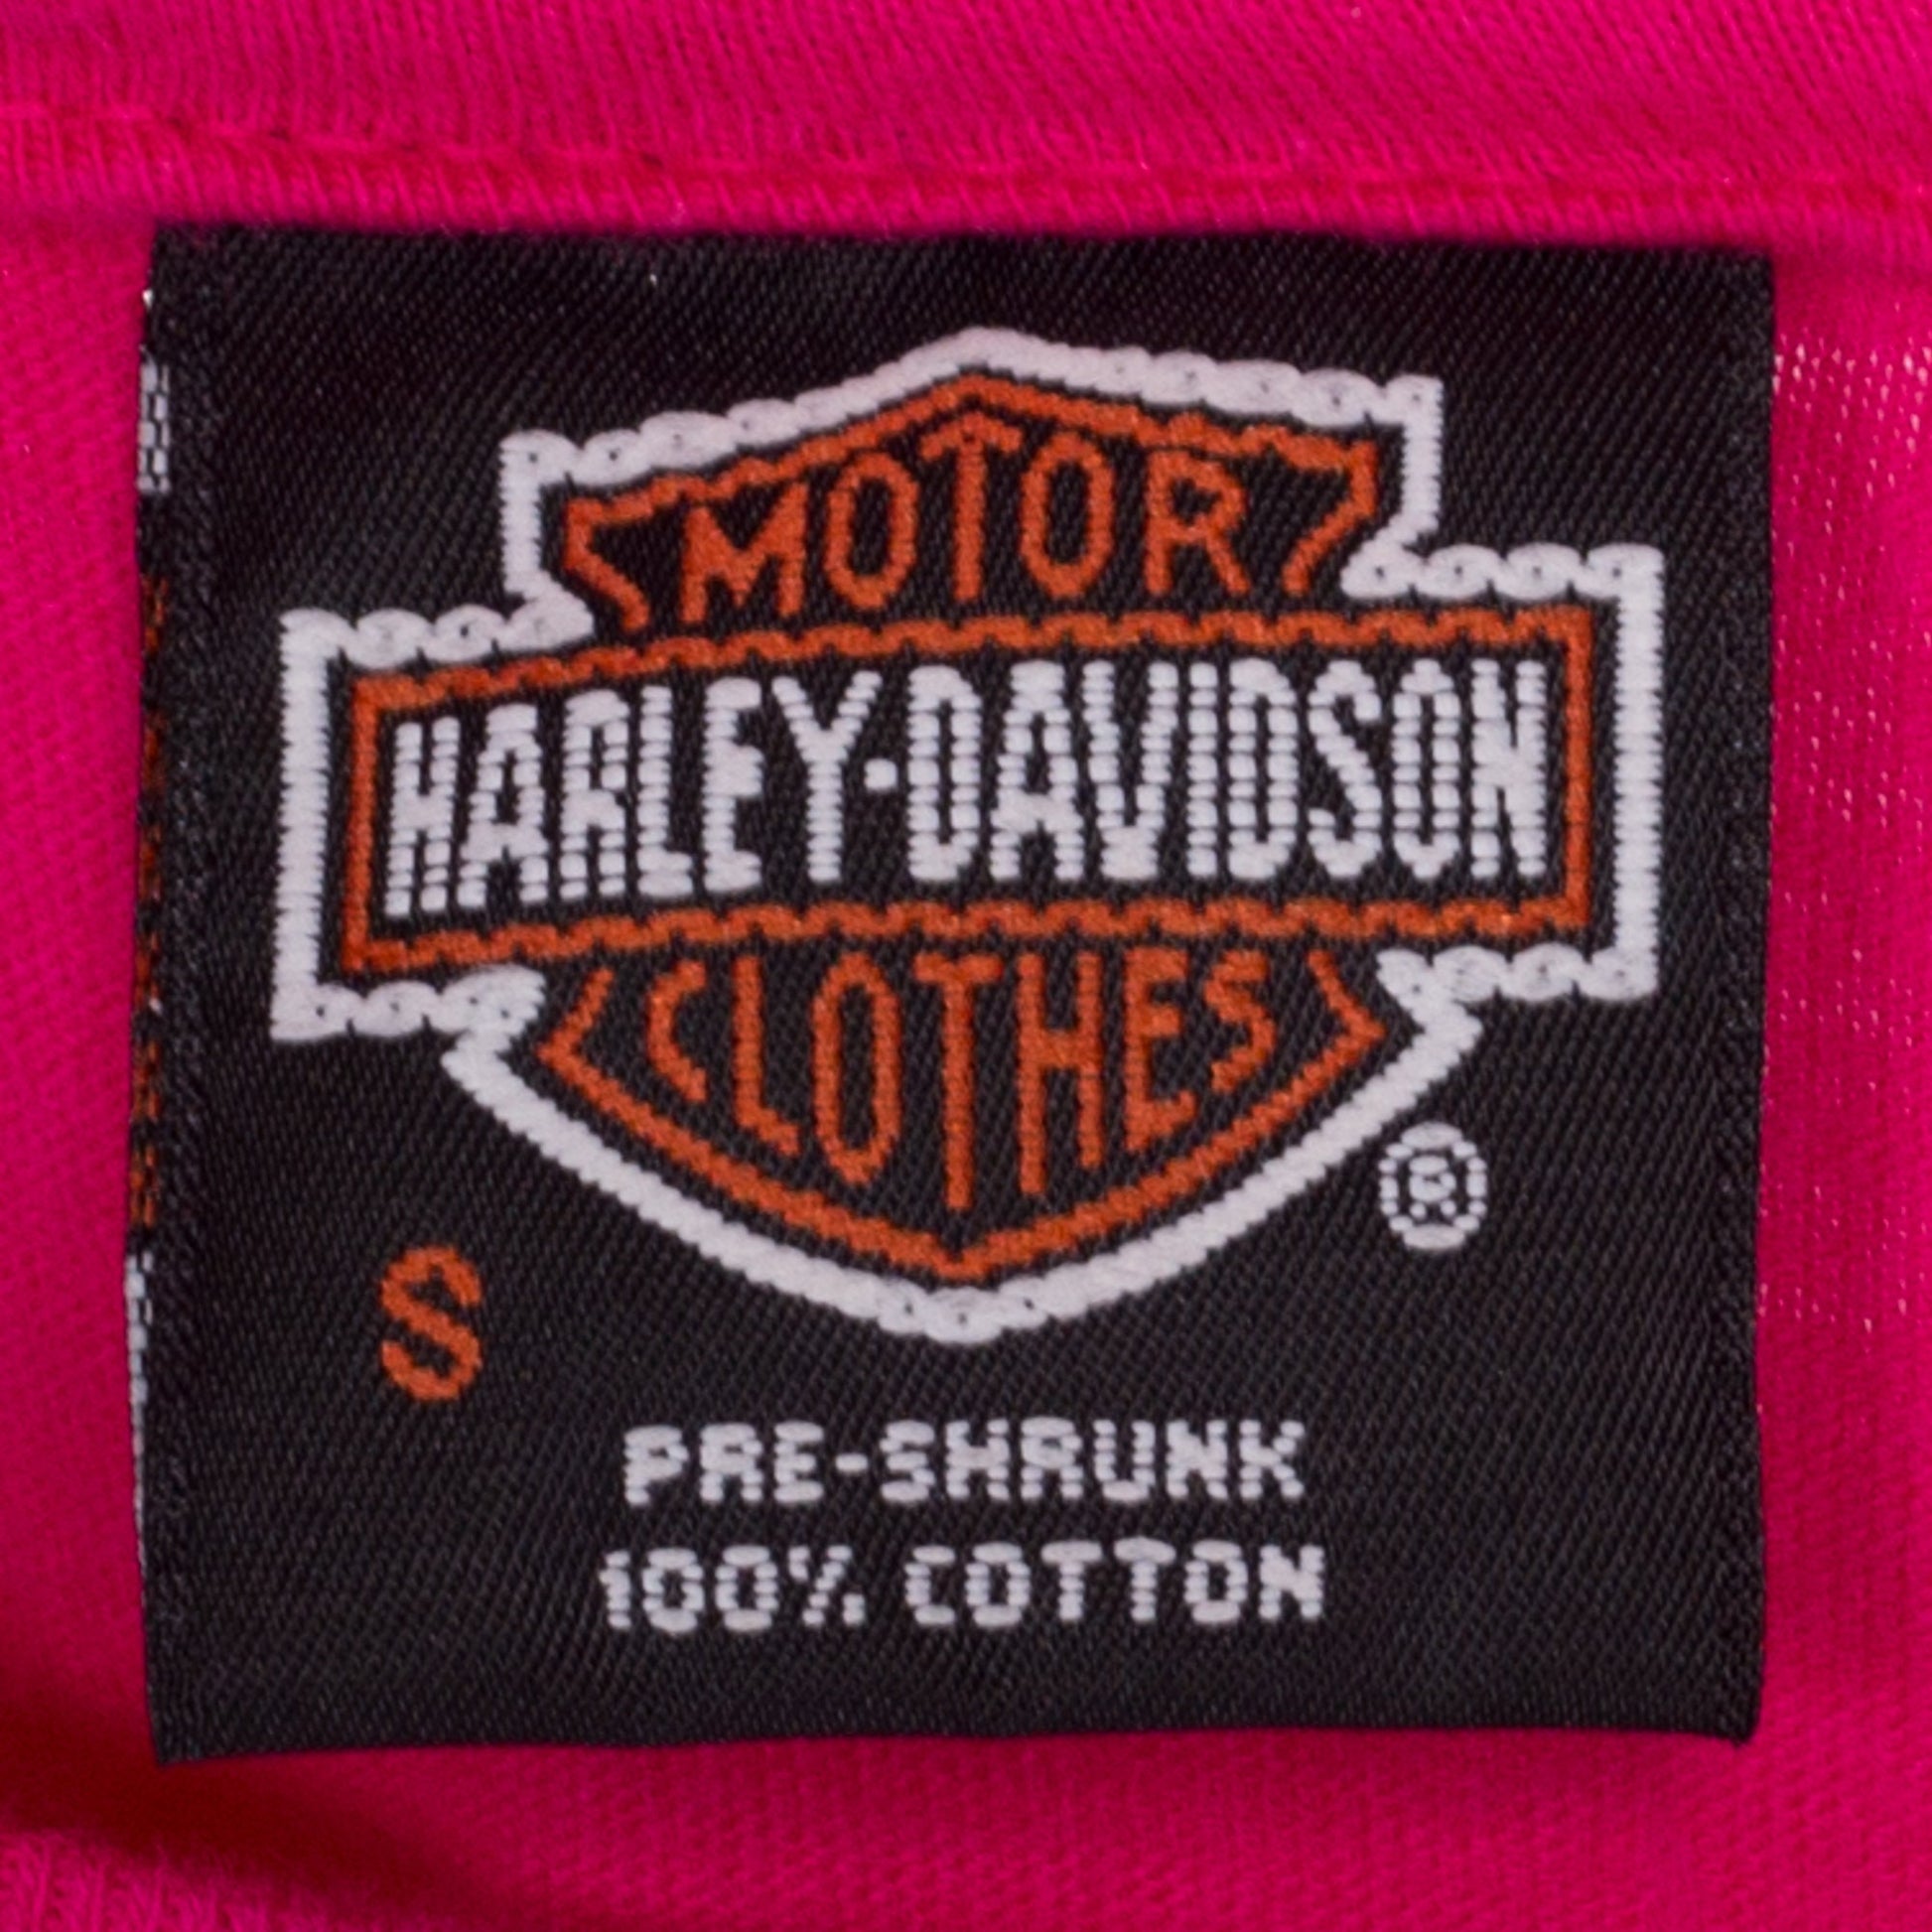 MOTOR
HARLEY-DAVIDSON
CLOTHES
®
S
PRE-SHRUNK
100% COTTON